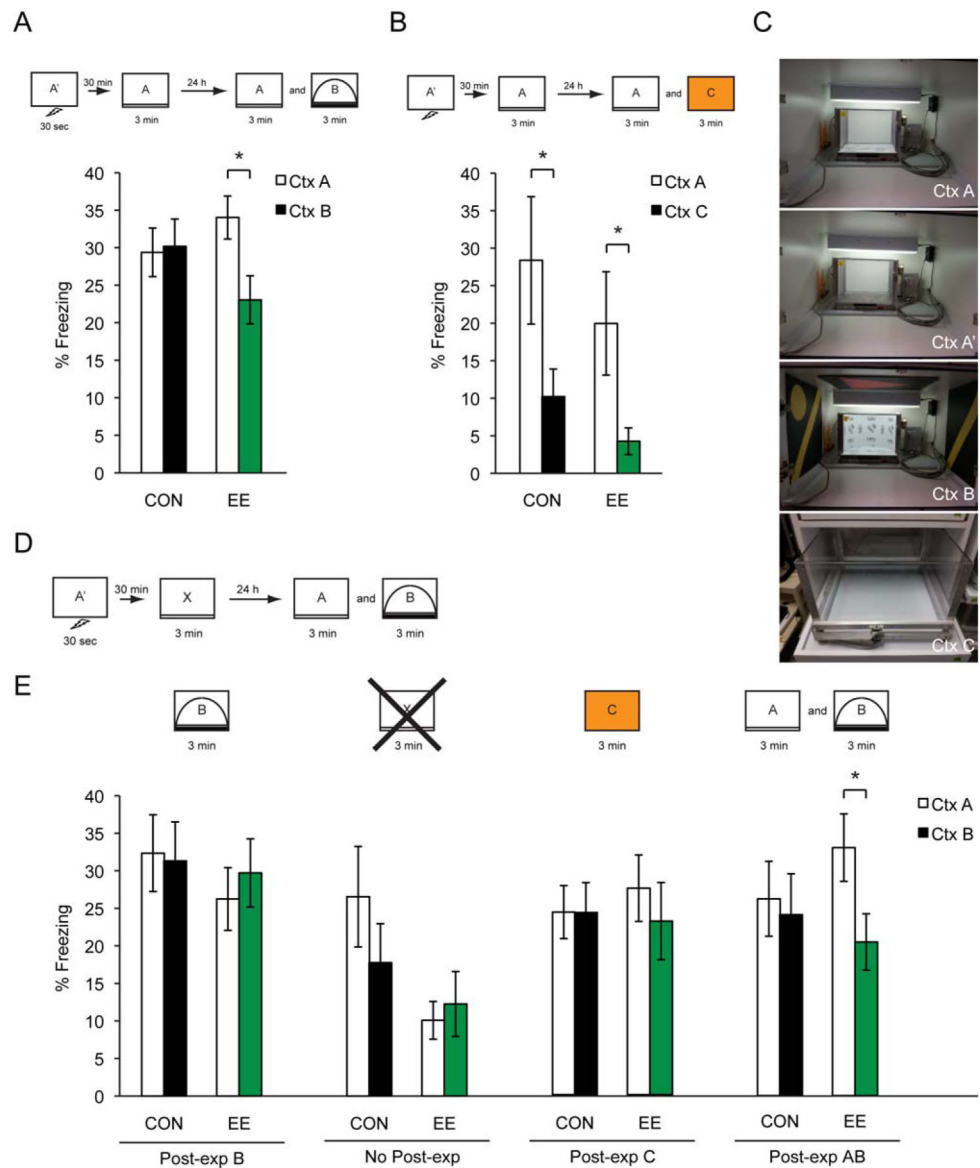 A
A' 30 min A 24 h A and B
30 sec 3 min 3 min 3 min
% Freezing
40
35
30
25
20
15
10
5
0
*
Ctx A
Ctx B
CON EE
B
A' 30 min A 24 h A and C
3 min 3 min 3 min
% Freezing
40
35
30
25
20
15
10
5
0
*
*
Ctx A
Ctx C
CON EE
C
Ctx A
Ctx A'
Ctx B
Ctx C
D
A' 30 min X 24 h A and B
30 sec 3 min 3 min 3 min
E
B X C A and B
3 min 3 min 3 min 3 min 3 min
% Freezing
40
35
30
25
20
15
10
5
0
*
Ctx A
Ctx B
CON EE CON EE CON EE CON EE
Post-exp B No Post-exp Post-exp C Post-exp AB